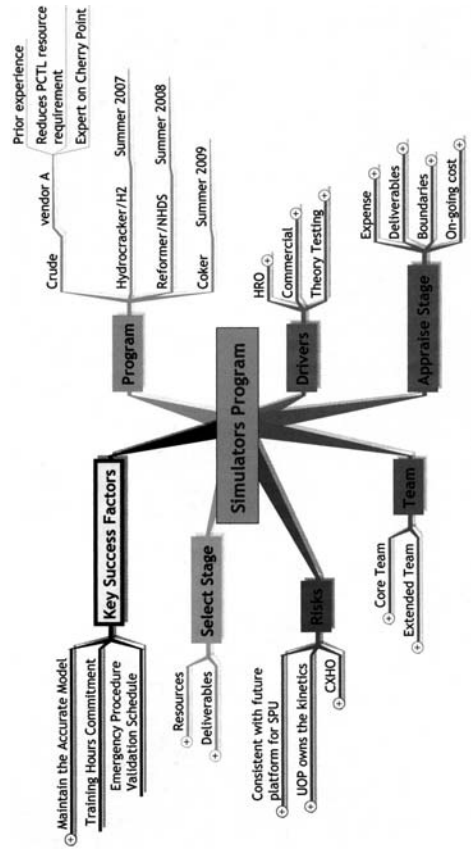 Simulators Program
Key Success Factors
Maintain the Accurate Model
Training Hours Commitment
Emergency Procedure
Validation Schedule
Select Stage
Resources
Deliverables
Risks
Consistent with future
platform for SPU
UOP owns the kinetics
CXHO
Team
Core Team
Extended Team
Program
Crude vendor A
Prior experience
Reduces PCTL resource
requirement
Expert on Cherry Point
Hydrocracker/H2 Summer 2007
Reformer/NHDS Summer 2008
Coker Summer 2009
Drivers
HRO
Commercial
Theory Testing
Appraise Stage
Expense
Deliverables
Boundaries
On-going cost